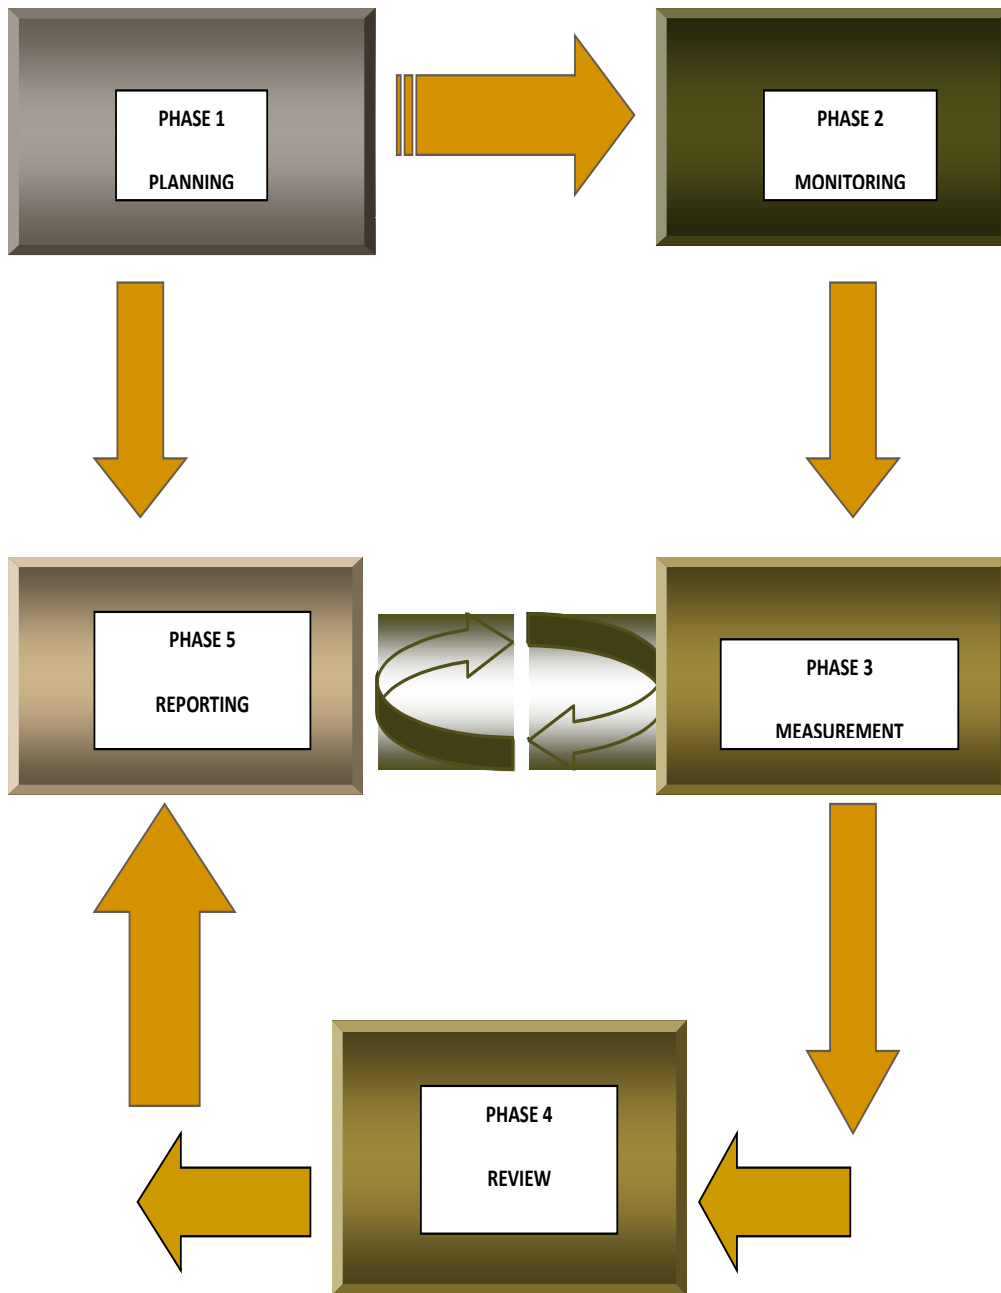 PHASE 1
PLANNING
PHASE 2
MONITORING
PHASE 5
REPORTING
PHASE 3
MEASUREMENT
PHASE 4
REVIEW